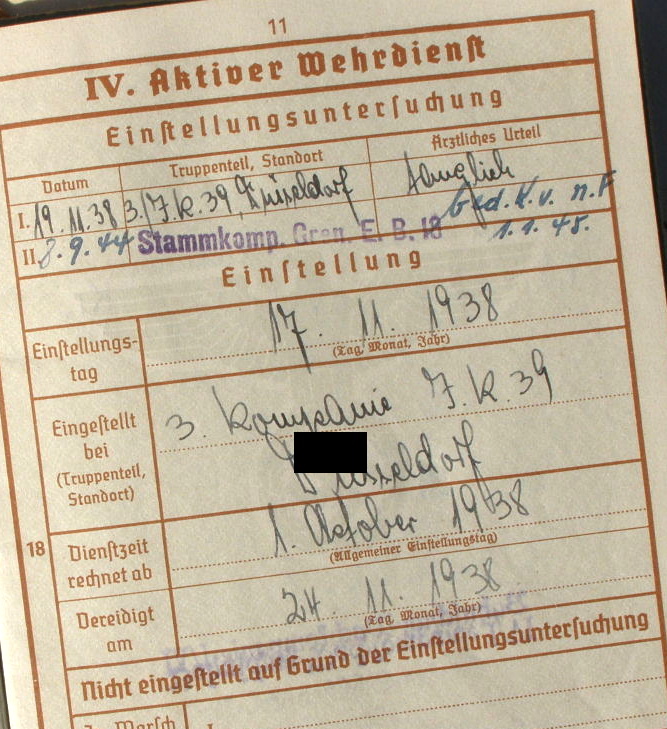 11
IV. Aktiver Wehrdienst
Einstellungsuntersuchung
Datum Truppenteil, Standort Ärztliches Urteil
I. 19.11.38 3./J.R.39, Düsseldorf tauglich
II. 8.9.44 Stammkomp. Gren. E. B. 18 Gfd. K.v. n.F
1.1.45.
Einstellung
Einstellungs-
tag
17. 11. 1938
(Tag, Monat, Jahr)
Eingestellt
bei
(Truppenteil,
Standort)
3. Kompanie J.R.39
Düsseldorf
18
Dienstzeit
rechnet ab
1. Oktober 1938
(Allgemeiner Einstellungstag)
Vereidigt
am
24. 11. 1938
(Tag, Monat, Jahr)
Nicht eingestellt auf Grund der Einstellungsuntersuchung